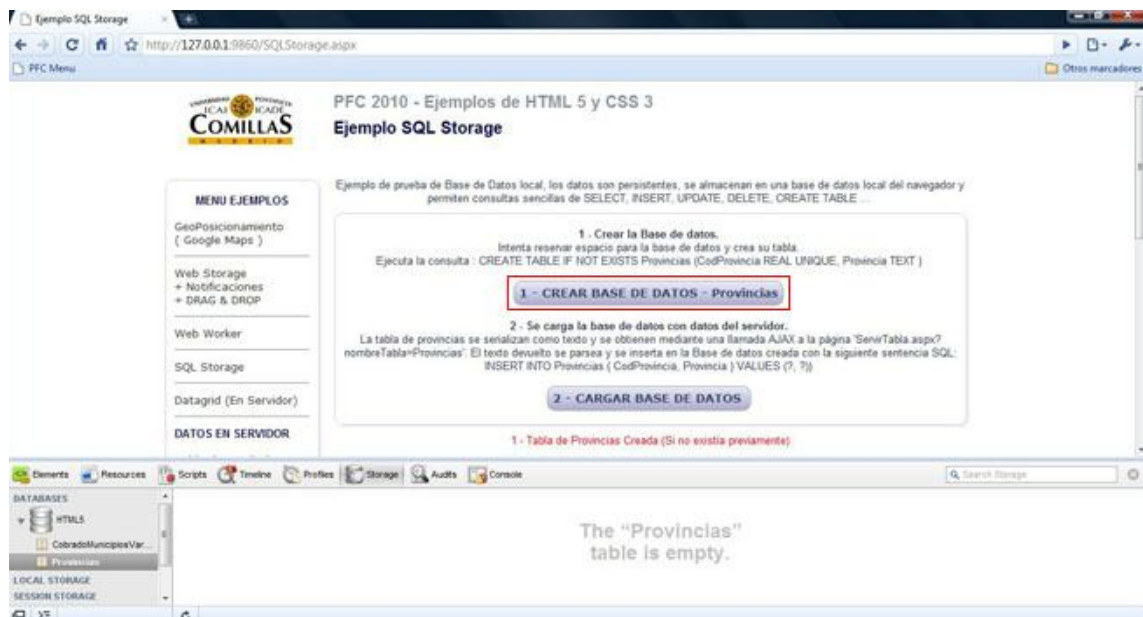 Ejemplo SQL Storage
http://127.0.0.1:9860/SQLStorage.aspx
PFC Menu
Otros marcadores
UNIVERSIDAD PONTIFICIA
ICAI ICADE
COMILLAS
MADRID
PFC 2010 - Ejemplos de HTML 5 y CSS 3
Ejemplo SQL Storage
MENU EJEMPLOS
GeoPosicionamiento
( Google Maps )
Web Storage
+ Notificaciones
+ DRAG & DROP
Web Worker
SQL Storage
Datagrid (En Servidor)
DATOS EN SERVIDOR
Ejemplo de prueba de Base de Datos local, los datos son persistentes, se almacenan en una base de datos local del navegador y
permiten consultas sencillas de SELECT, INSERT, UPDATE, DELETE, CREATE TABLE ...
1 - Crear la Base de datos.
Intenta reservar espacio para la base de datos y crea su tabla.
Ejecuta la consulta : CREATE TABLE IF NOT EXISTS Provincias (CodProvincia REAL UNIQUE, Provincia TEXT )
1 - CREAR BASE DE DATOS - Provincias
2 - Se carga la base de datos con datos del servidor.
La tabla de provincias se serializan como texto y se obtienen mediante una llamada AJAX a la página 'ServirTabla.aspx?
nombreTabla=Provincias'. El texto devuelto se parsea y se inserta en la Base de datos creada con la siguiente sentencia SQL:
INSERT INTO Provincias ( CodProvincia, Provincia ) VALUES (?, ?))
2 - CARGAR BASE DE DATOS
1 - Tabla de Provincias Creada (Si no existía previamente)
Elements Resources Scripts Timeline Profiles Storage Audits Console
Search Storage
DATABASES
HTML5
CobradoMunicipiosVar...
Provincias
LOCAL STORAGE
SESSION STORAGE
The "Provincias"
table is empty.